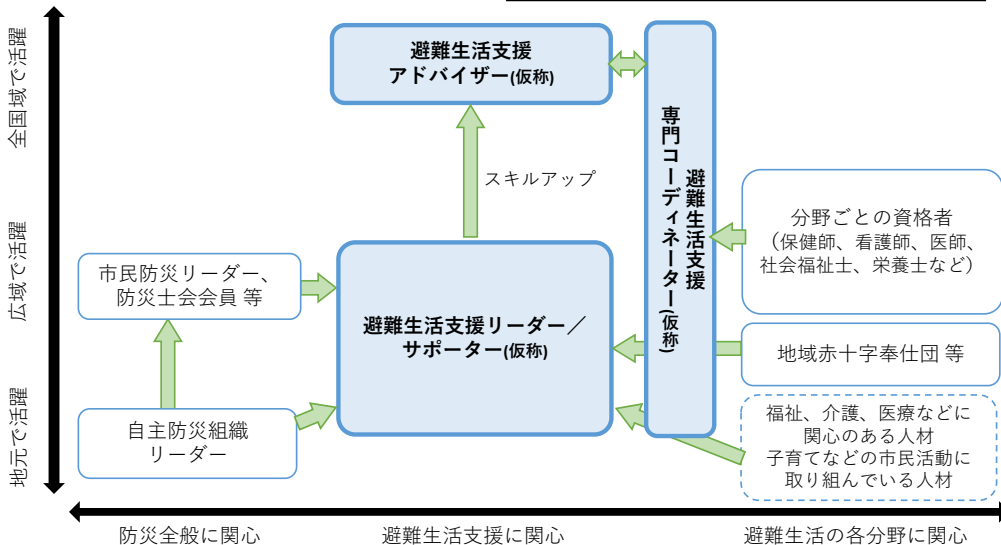 全国域で活躍
広域で活躍
地元で活躍
避難生活支援
アドバイザー(仮称)
スキルアップ
避難生活支援
専門コーディネーター(仮称)
分野ごとの資格者
（保健師、看護師、医師、
社会福祉士、栄養士など）
市民防災リーダー、
防災士会会員 等
避難生活支援リーダー／
サポーター(仮称)
地域赤十字奉仕団 等
自主防災組織
リーダー
福祉、介護、医療などに
関心のある人材
子育てなどの市民活動に
取り組んでいる人材
防災全般に関心
避難生活支援に関心
避難生活の各分野に関心